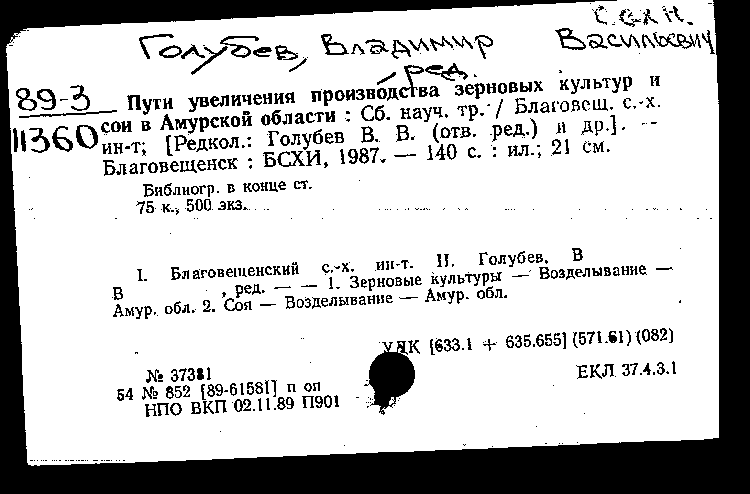 С.-х. н.
Голубев, Владимир Васильевич,
ред.
89-3
11360
Пути увеличения производства зерновых культур и
сои в Амурской области : Сб. науч. тр. / Благовещ. с.-х.
ин-т; [Редкол.: Голубев В. В. (отв. ред.) и др.]. —
Благовещенск : БСХИ, 1987. — 140 с. : ил.; 21 см.
Библиогр. в конце ст.
75 к., 500 экз.
I. Благовещенский с.-х. ин-т. II. Голубев, В
В , ред. — — 1. Зерновые культуры — Возделывание —
Амур. обл. 2. Соя — Возделывание — Амур. обл.
УДК [633.1 + 635.655] (571.61) (082)
№ 37381
ЕКЛ 37.4.3.1
54 № 852 [89-61581] п оп
НПО ВКП 02.11.89 П901